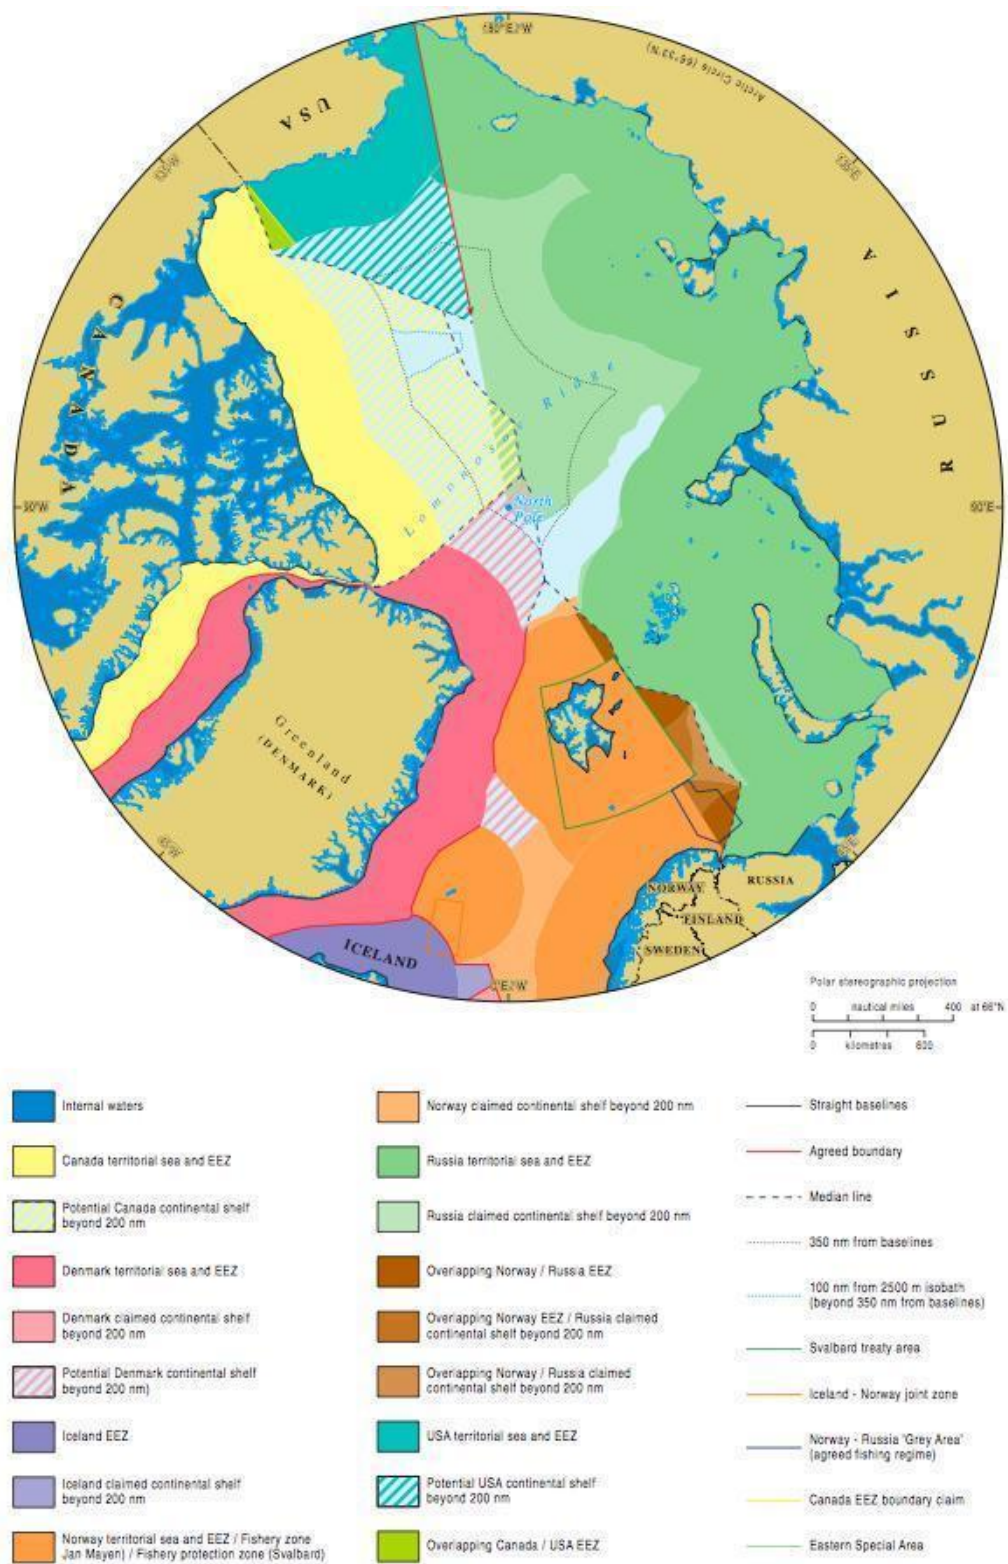 180°E/°W
Arctic Circle (66°33'N)
USA
135°W
135°E
CANADA
RUSSIA
Lomonosov Ridge
90°W
North
Pole
90°E
Greenland
(DENMARK)
45°W
45°E
NORWAY
RUSSIA
FINLAND
SWEDEN
ICELAND
0°E/°W
Polar stereographic projection
0 nautical miles 400 at 66°N
0 kilometres 600
Internal waters
Canada territorial sea and EEZ
Potential Canada continental shelf
beyond 200 nm
Denmark territorial sea and EEZ
Denmark claimed continental shelf
beyond 200 nm
Potential Denmark continental shelf
beyond 200 nm)
Iceland EEZ
Iceland claimed continental shelf
beyond 200 nm
Norway territorial sea and EEZ / Fishery zone
Jan Mayen) / Fishery protection zone (Svalbard)
Norway claimed continental shelf beyond 200 nm
Russia territorial sea and EEZ
Russia claimed continental shelf beyond 200 nm
Overlapping Norway / Russia EEZ
Overlapping Norway EEZ / Russia claimed
continental shelf beyond 200 nm
Overlapping Norway / Russia claimed
continental shelf beyond 200 nm
USA territorial sea and EEZ
Potential USA continental shelf
beyond 200 nm
Overlapping Canada / USA EEZ
Straight baselines
Agreed boundary
Median line
350 nm from baselines
100 nm from 2500 m isobath
(beyond 350 nm from baselines)
Svalbard treaty area
Iceland - Norway joint zone
Norway - Russia 'Grey Area'
(agreed fishing regime)
Canada EEZ boundary claim
Eastern Special Area